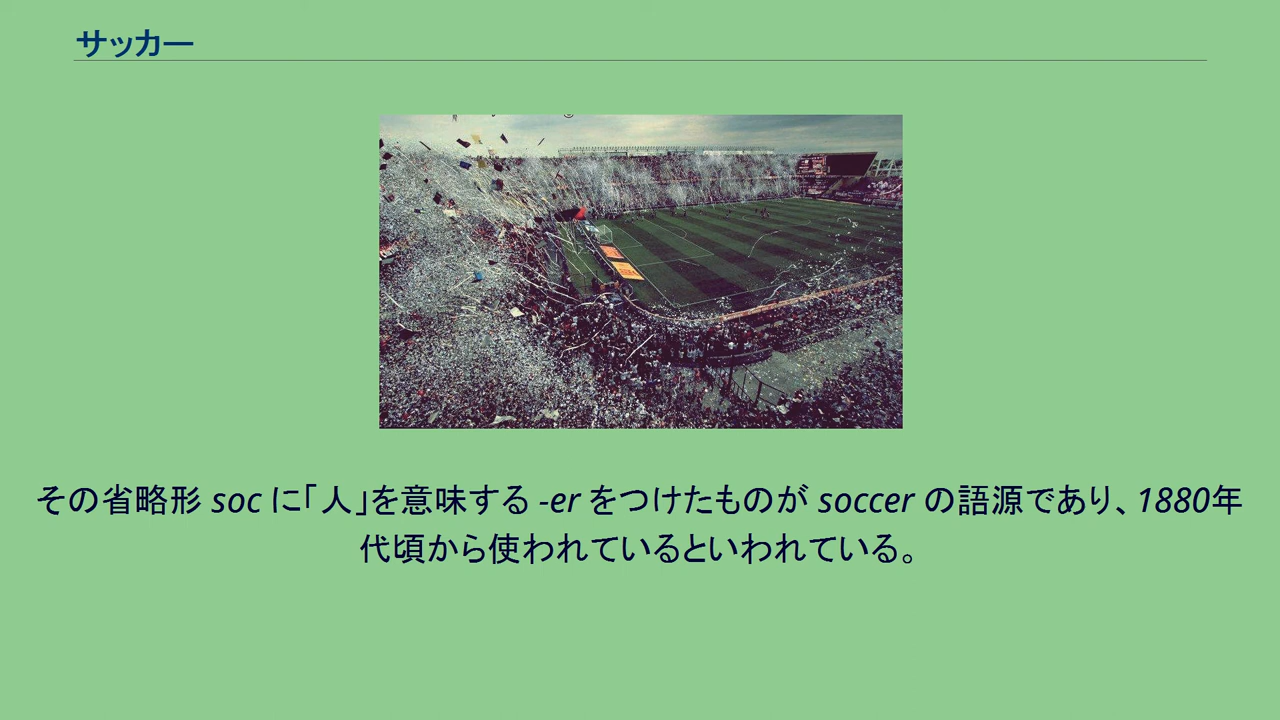 サッカー
その省略形 soc に「人」を意味する -er をつけたものが soccer の語源であり、1880年
代頃から使われているといわれている。